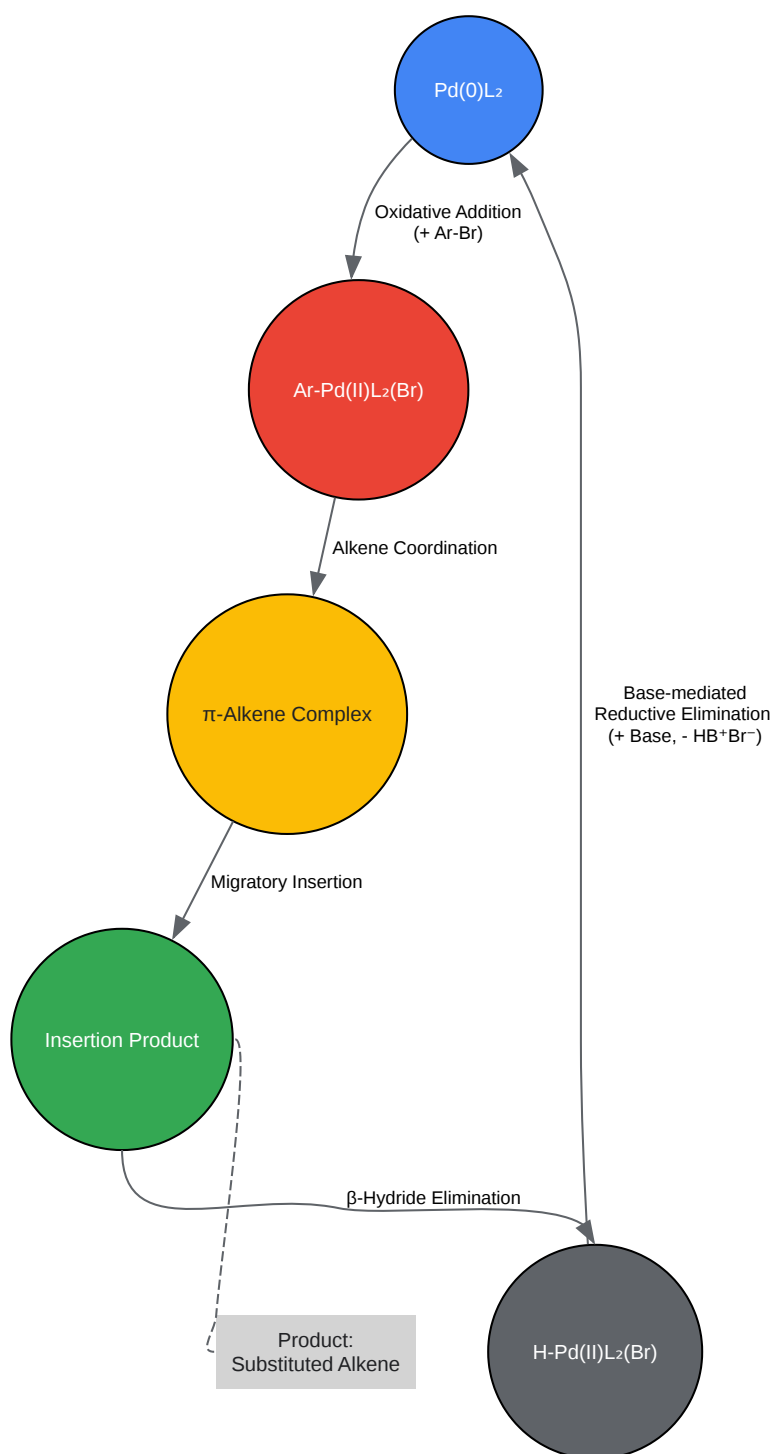 Pd(0)L₂
Oxidative Addition
(+ Ar-Br)
Ar-Pd(II)L₂(Br)
Alkene Coordination
π-Alkene Complex
Base-mediated
Reductive Elimination
(+ Base, - HB⁺Br⁻)
Migratory Insertion
Insertion Product
β-Hydride Elimination
Product:
Substituted Alkene
H-Pd(II)L₂(Br)